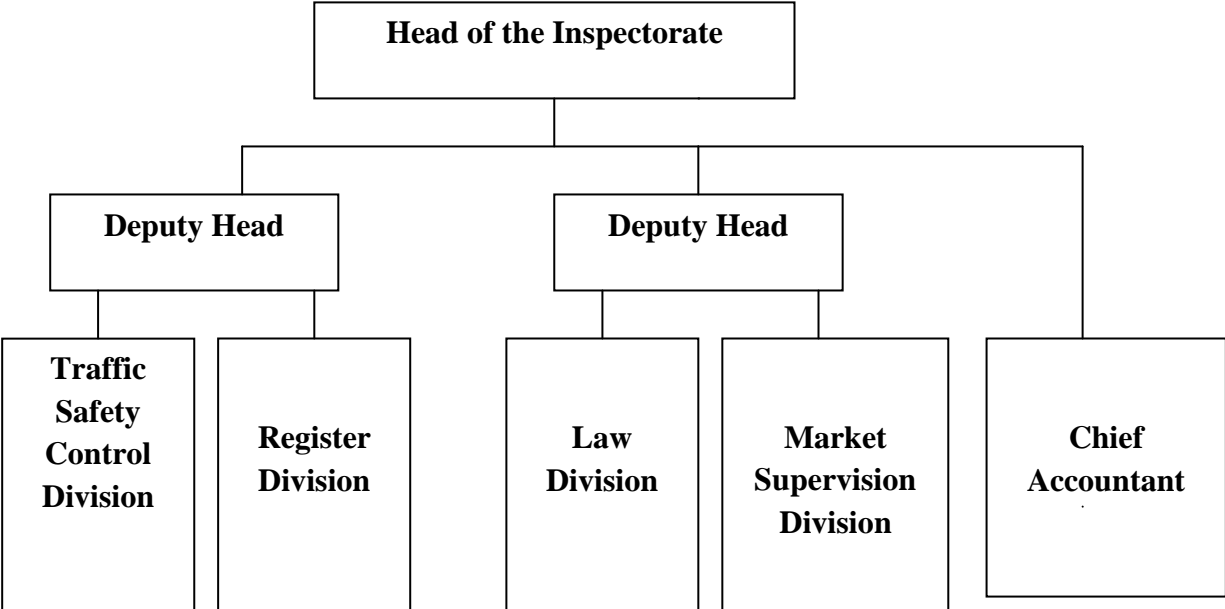 Head of the Inspectorate
Deputy Head
Deputy Head
Traffic
Safety
Control
Division
Register
Division
Law
Division
Market
Supervision
Division
Chief
Accountant